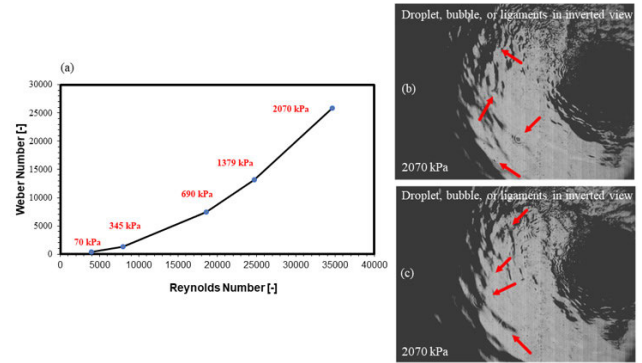 (a)
Weber Number [-]
30000
25000
20000
15000
10000
5000
0
2070 kPa
1379 kPa
690 kPa
345 kPa
70 kPa
0 5000 10000 15000 20000 25000 30000 35000 40000
Reynolds Number [-]
Droplet, bubble, or ligaments in inverted view
(b)
2070 kPa
Droplet, bubble, or ligaments in inverted view
(c)
2070 kPa